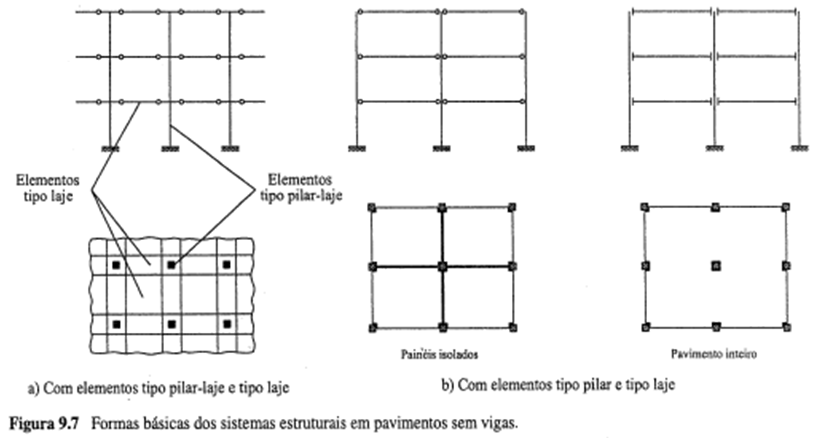 Elementos
tipo laje
Elementos
tipo pilar-laje
Painéis isolados
Pavimento inteiro
a) Com elementos tipo pilar-laje e tipo laje
b) Com elementos tipo pilar e tipo laje
Figura 9.7 Formas básicas dos sistemas estruturais em pavimentos sem vigas.